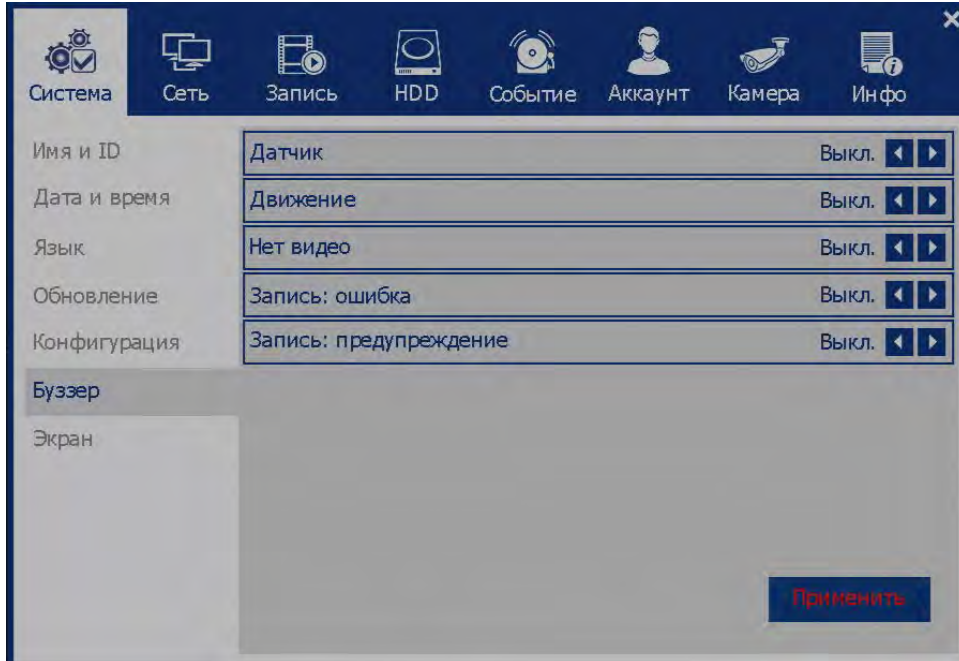 Система Сеть Запись HDD Событие Аккаунт Камера Инфо
Имя и ID
Дата и время
Язык
Обновление
Конфигурация
Буззер
Экран
Датчик Выкл.
Движение Выкл.
Нет видео Выкл.
Запись: ошибка Выкл.
Запись: предупреждение Выкл.
Применить